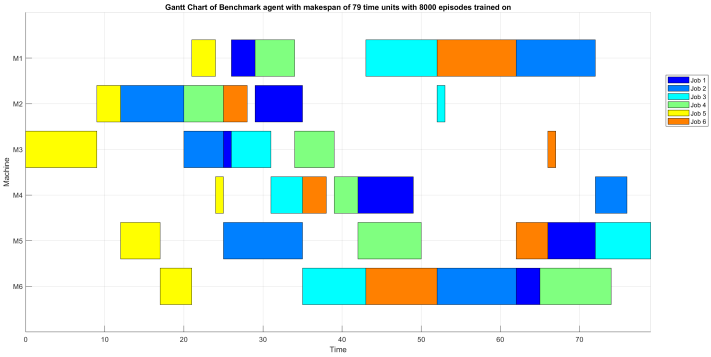 Gantt Chart of Benchmark agent with makespan of 79 time units with 8000 episodes trained on
M1
M2
M3
M4
M5
M6
Machine
0 10 20 30 40 50 60 70
Time
Job 1
Job 2
Job 3
Job 4
Job 5
Job 6